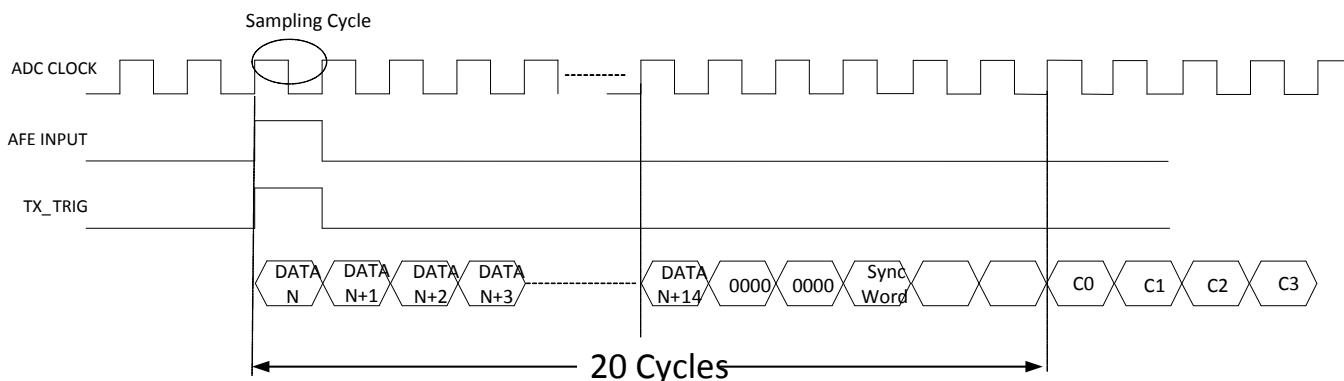 Sampling Cycle
ADC CLOCK
AFE INPUT
TX_TRIG
DATA
N
DATA
N+1
DATA
N+2
DATA
N+3
DATA
N+14
0000
0000
Sync
Word
C0
C1
C2
C3
20 Cycles